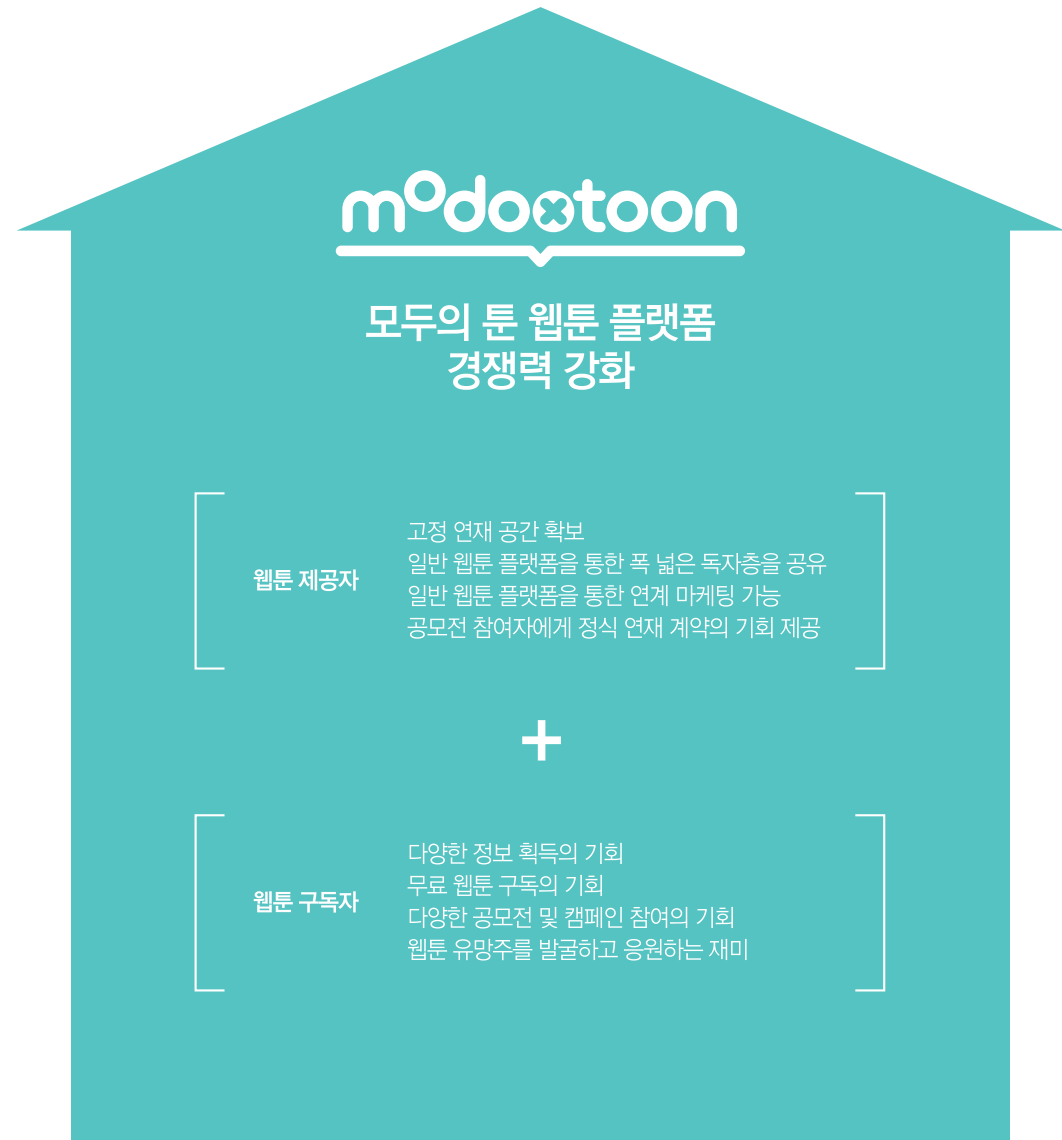 modoxtoon
모두의 툰 웹툰 플랫폼
경쟁력 강화
웹툰 제공자
고정 연재 공간 확보
일반 웹툰 플랫폼을 통한 폭 넓은 독자층을 공유
일반 웹툰 플랫폼을 통한 연계 마케팅 가능
공모전 참여자에게 정식 연재 계약의 기회 제공
+
웹툰 구독자
다양한 정보 획득의 기회
무료 웹툰 구독의 기회
다양한 공모전 및 캠페인 참여의 기회
웹툰 유망주를 발굴하고 응원하는 재미